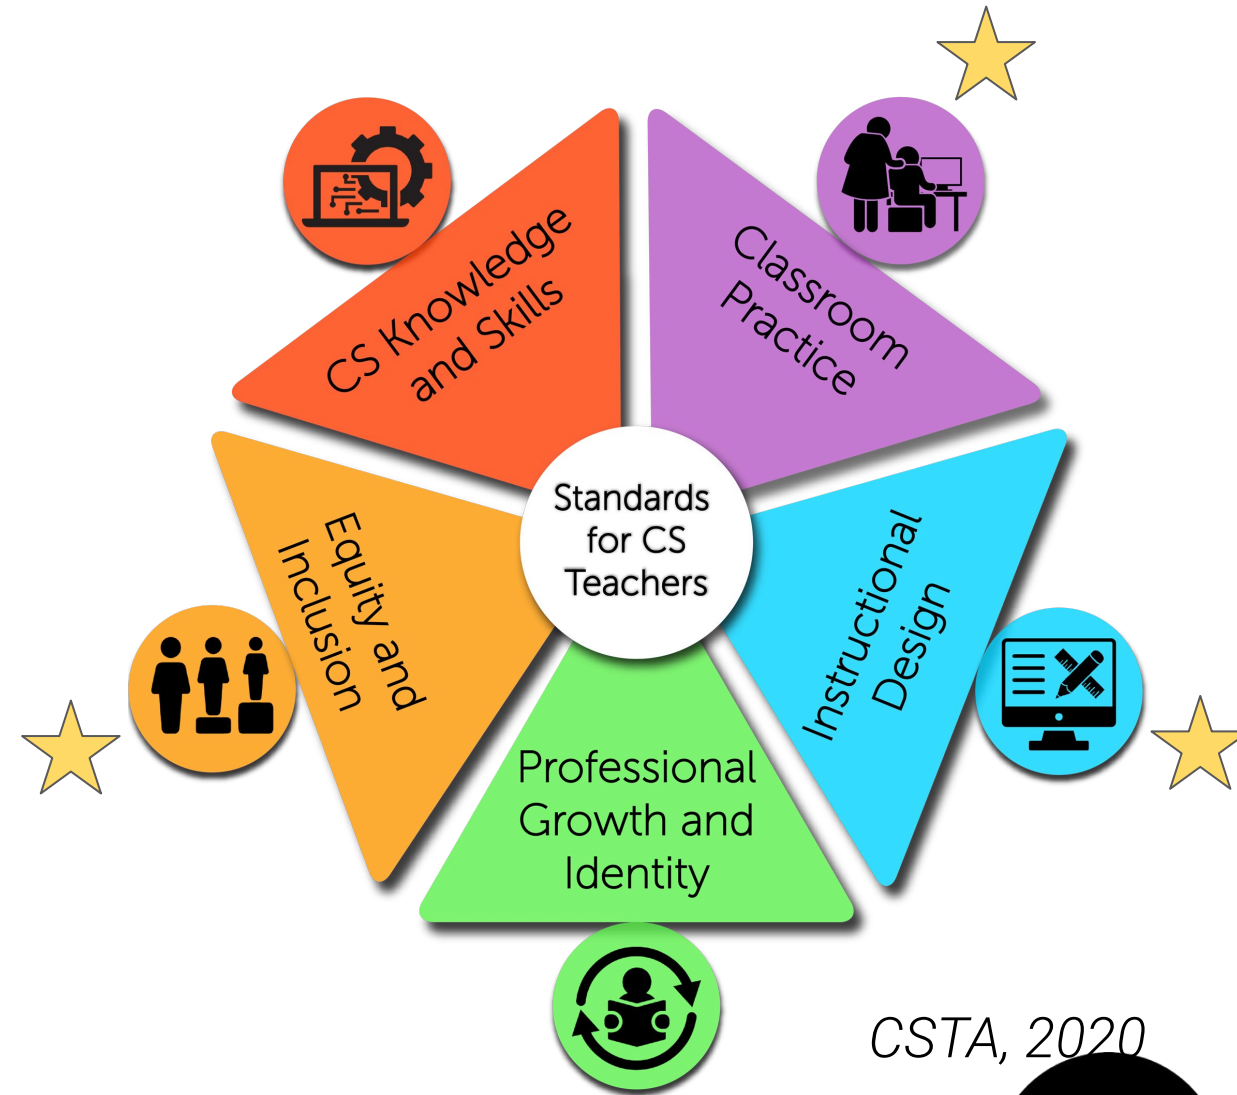 CS Knowledge
and Skills
Classroom
Practice
Standards
for CS
Teachers
Equity and
Inclusion
Instructional
Design
Professional
Growth and
Identity
CSTA, 2020